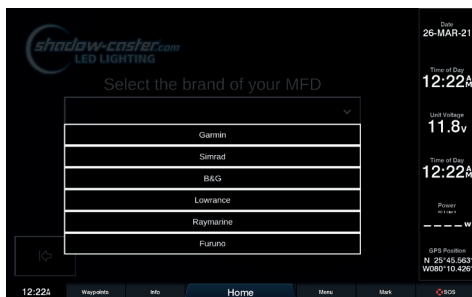 shadow-caster.com
LED LIGHTING
Select the brand of your MFD
Garmin
Simrad
B&G
Lowrance
Raymarine
Furuno
Date
26-MAR-21
Time of Day
12:22AM
Unit Voltage
11.8v
Time of Day
12:22AM
Power
_ _ _ _ _ w
GPS Position
N 25°45.563'
W080°10.426'
12:22
Waypoints Info Home Menu Mark SOS